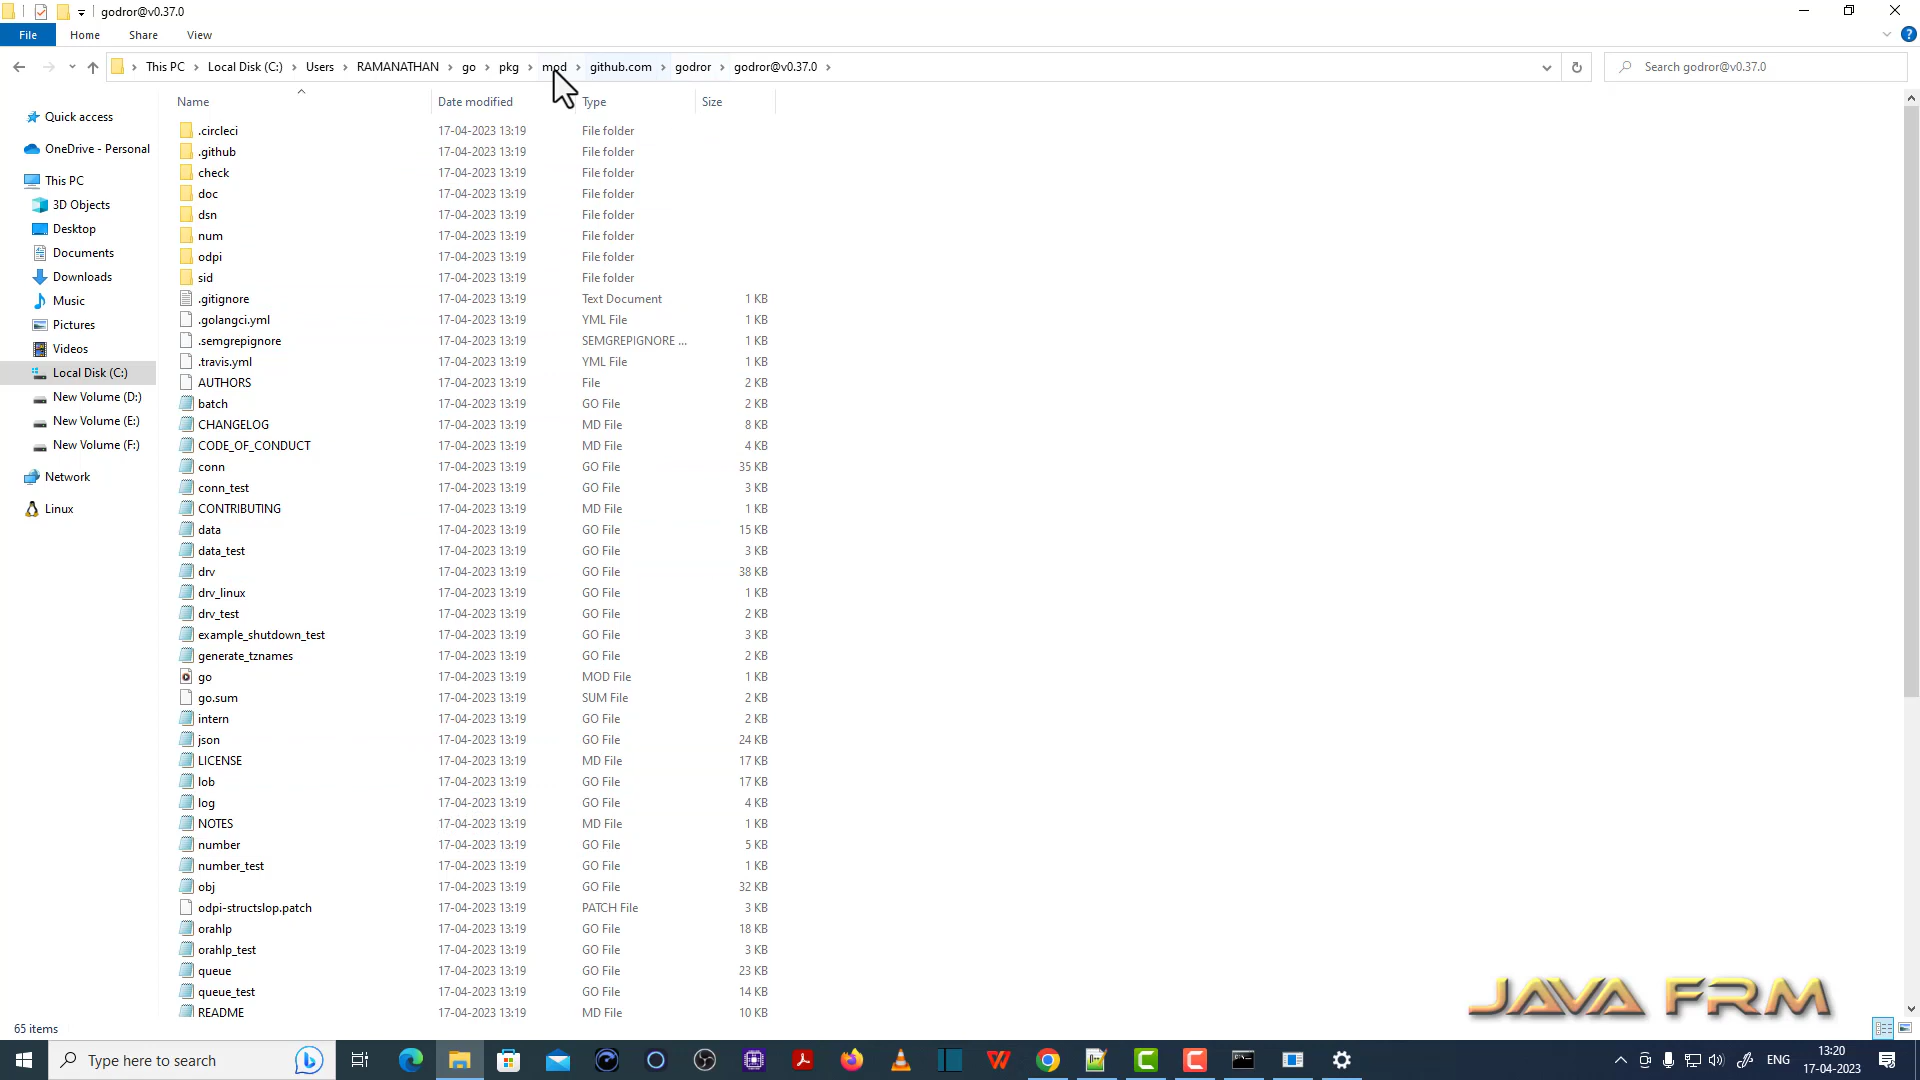 godror@v0.37.0
File Home Share View
This PC Local Disk (C:) Users RAMANATHAN go pkg mod github.com godror godror@v0.37.0 Search godror@v0.37.0
Name Date modified Type Size
Quick access
OneDrive - Personal
This PC
3D Objects
Desktop
Documents
Downloads
Music
Pictures
Videos
Local Disk (C:)
New Volume (D:)
New Volume (E:)
New Volume (F:)
Network
Linux
.circleci 17-04-2023 13:19 File folder
.github 17-04-2023 13:19 File folder
check 17-04-2023 13:19 File folder
doc 17-04-2023 13:19 File folder
dsn 17-04-2023 13:19 File folder
num 17-04-2023 13:19 File folder
odpi 17-04-2023 13:19 File folder
sid 17-04-2023 13:19 File folder
.gitignore 17-04-2023 13:19 Text Document 1 KB
.golangci.yml 17-04-2023 13:19 YML File 1 KB
.semgrepignore 17-04-2023 13:19 SEMGREPIGNORE ... 1 KB
.travis.yml 17-04-2023 13:19 YML File 1 KB
AUTHORS 17-04-2023 13:19 File 2 KB
batch 17-04-2023 13:19 GO File 2 KB
CHANGELOG 17-04-2023 13:19 MD File 8 KB
CODE_OF_CONDUCT 17-04-2023 13:19 MD File 4 KB
conn 17-04-2023 13:19 GO File 35 KB
conn_test 17-04-2023 13:19 GO File 3 KB
CONTRIBUTING 17-04-2023 13:19 MD File 1 KB
data 17-04-2023 13:19 GO File 15 KB
data_test 17-04-2023 13:19 GO File 3 KB
drv 17-04-2023 13:19 GO File 38 KB
drv_linux 17-04-2023 13:19 GO File 1 KB
drv_test 17-04-2023 13:19 GO File 2 KB
example_shutdown_test 17-04-2023 13:19 GO File 3 KB
generate_tznames 17-04-2023 13:19 GO File 2 KB
go 17-04-2023 13:19 MOD File 1 KB
go.sum 17-04-2023 13:19 SUM File 2 KB
intern 17-04-2023 13:19 GO File 2 KB
json 17-04-2023 13:19 GO File 24 KB
LICENSE 17-04-2023 13:19 MD File 17 KB
lob 17-04-2023 13:19 GO File 17 KB
log 17-04-2023 13:19 GO File 4 KB
NOTES 17-04-2023 13:19 MD File 1 KB
number 17-04-2023 13:19 GO File 5 KB
number_test 17-04-2023 13:19 GO File 1 KB
obj 17-04-2023 13:19 GO File 32 KB
odpi-structslop.patch 17-04-2023 13:19 PATCH File 3 KB
orahlp 17-04-2023 13:19 GO File 18 KB
orahlp_test 17-04-2023 13:19 GO File 3 KB
queue 17-04-2023 13:19 GO File 23 KB
queue_test 17-04-2023 13:19 GO File 14 KB
README 17-04-2023 13:19 MD File 10 KB
JAVA FRM
65 items
Type here to search
ENG
13:20
17-04-2023